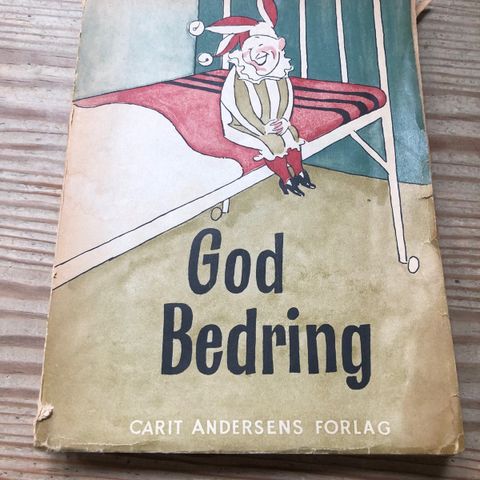 God
Bedring
CARIT ANDERSENS FORLAG